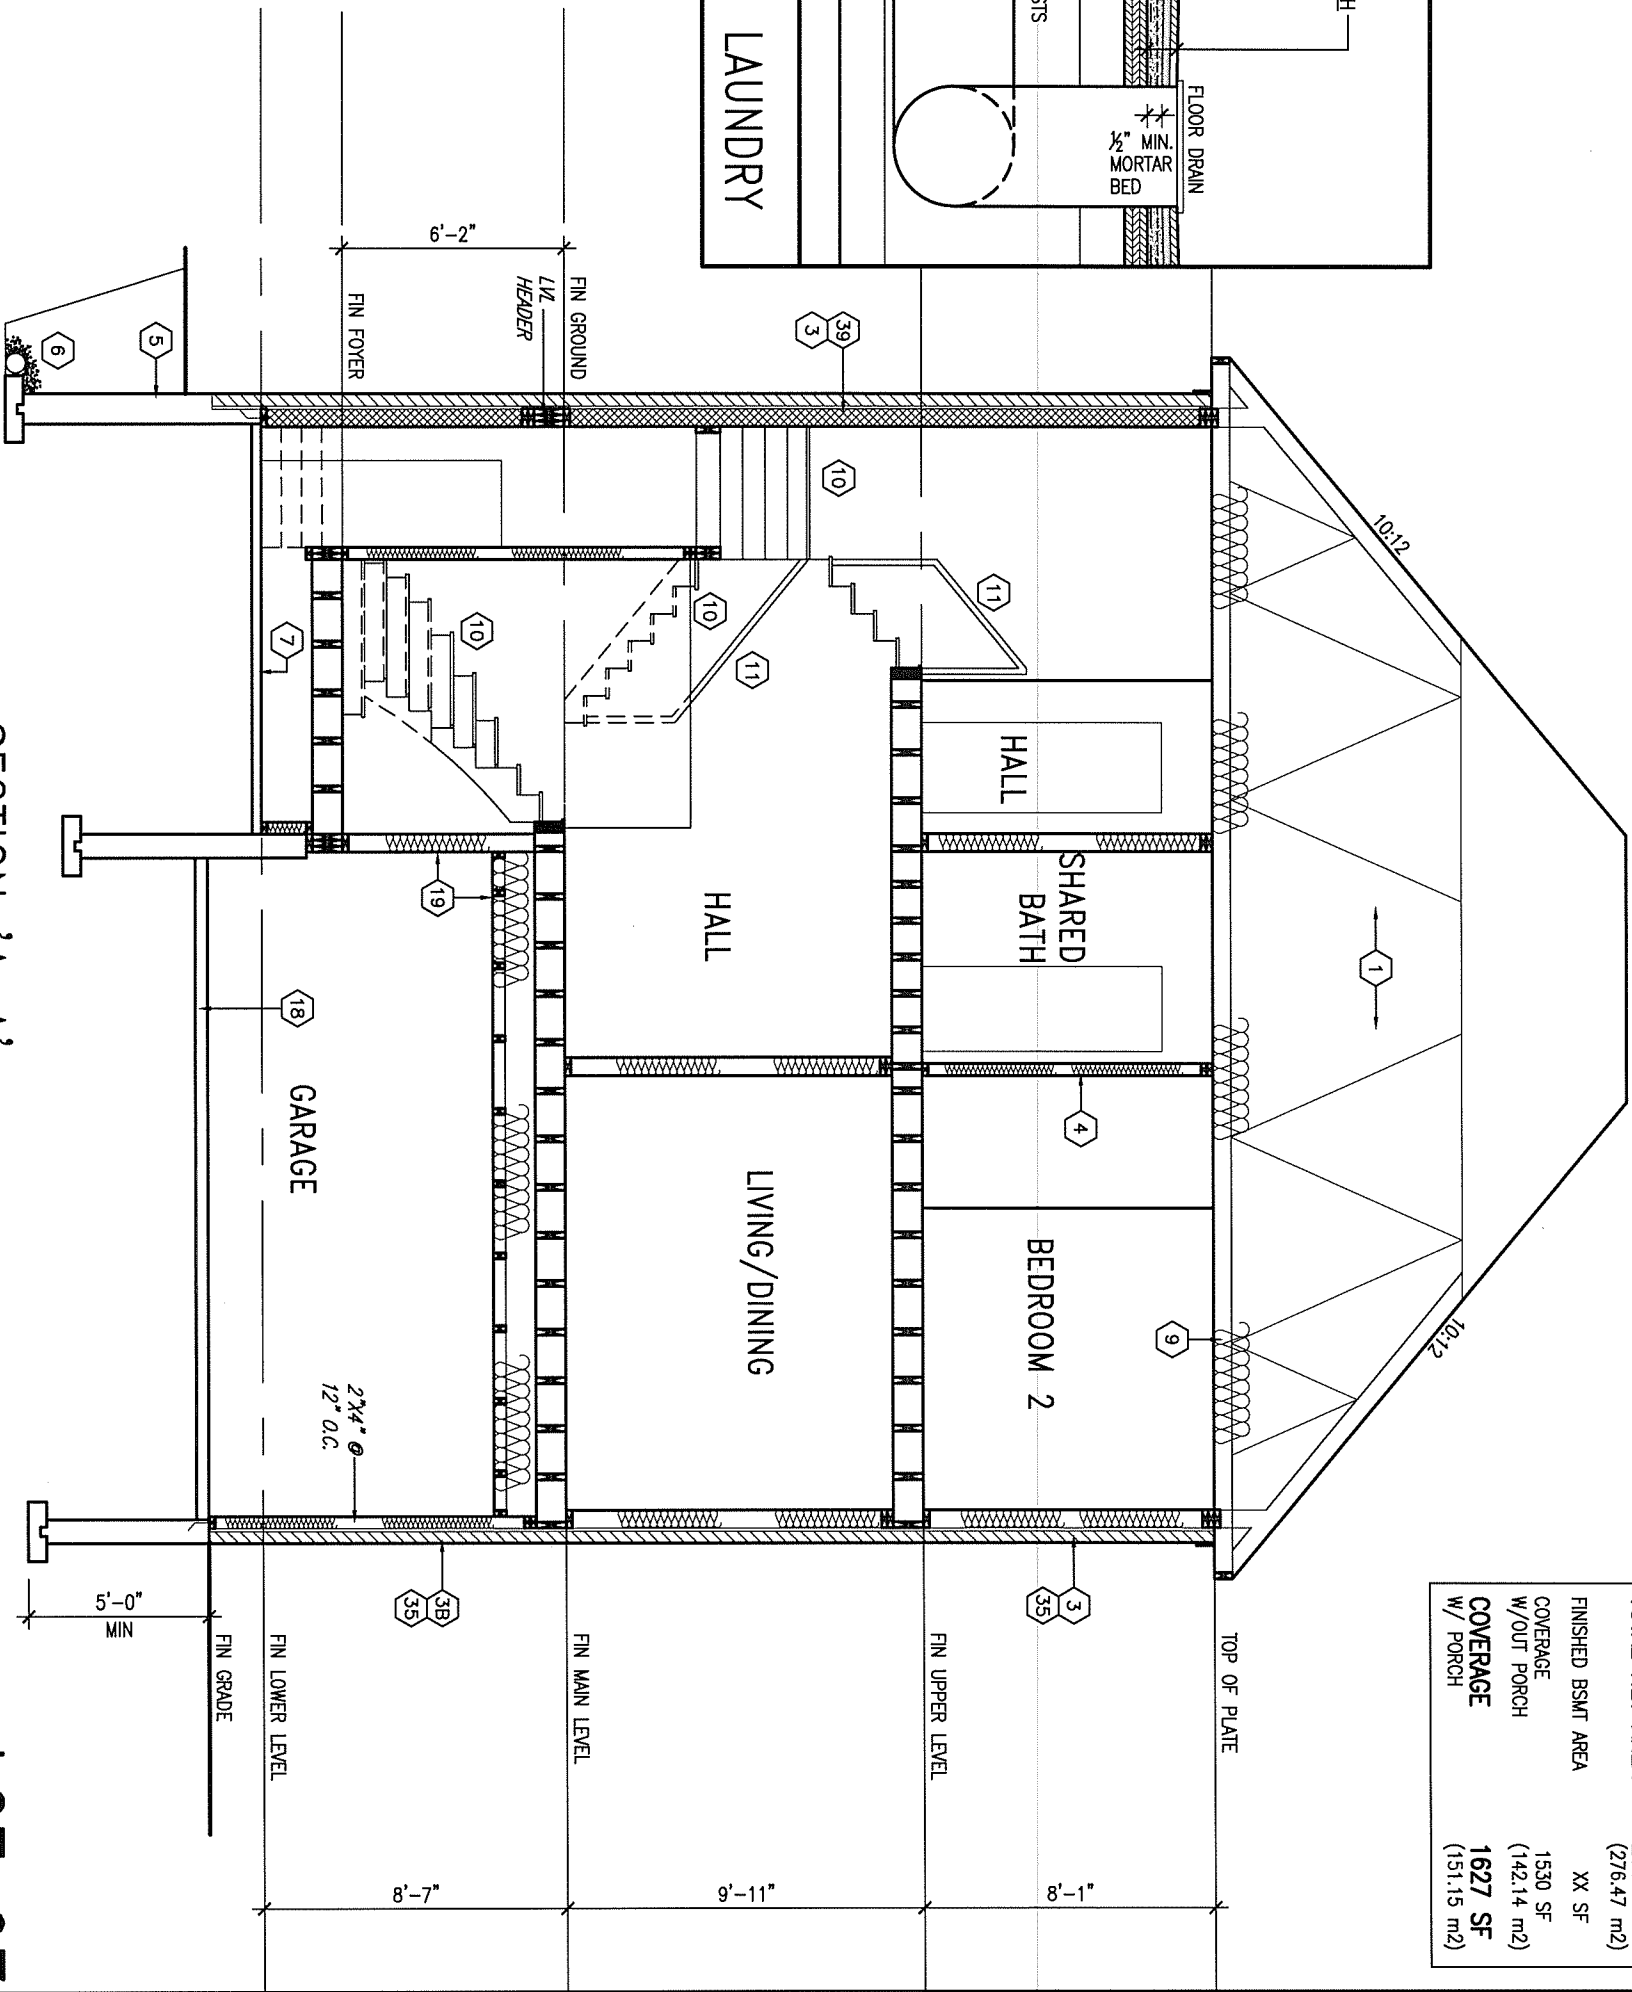 (276.47 m2)
FINISHED BSMT AREA XX SF
COVERAGE 1530 SF
W/OUT PORCH (142.14 m2)
COVERAGE 1627 SF
W/ PORCH (151.15 m2)
FLOOR DRAIN
½" MIN.
MORTAR
BED
LAUNDRY
10:12
10:12
1
TOP OF PLATE
9
11
HALL
SHARED
BATH
4
BEDROOM 2
3
35
8'-1"
FIN UPPER LEVEL
10
39
3
11
10
HALL
LIVING/DINING
9'-11"
FIN GROUND
LVL
HEADER
6'-2"
FIN MAIN LEVEL
10
19
3B
35
8'-7"
FIN FOYER
2"X4" @
12" O.C.
7
18
GARAGE
FIN LOWER LEVEL
FIN GRADE
5
6
5'-0"
MIN